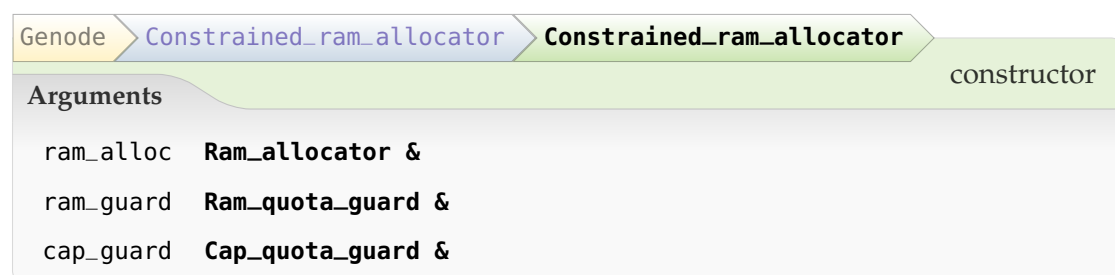 Genode Constrained_ram_allocator Constrained_ram_allocator
constructor
Arguments
ram_alloc Ram_allocator &
ram_guard Ram_quota_guard &
cap_guard Cap_quota_guard &